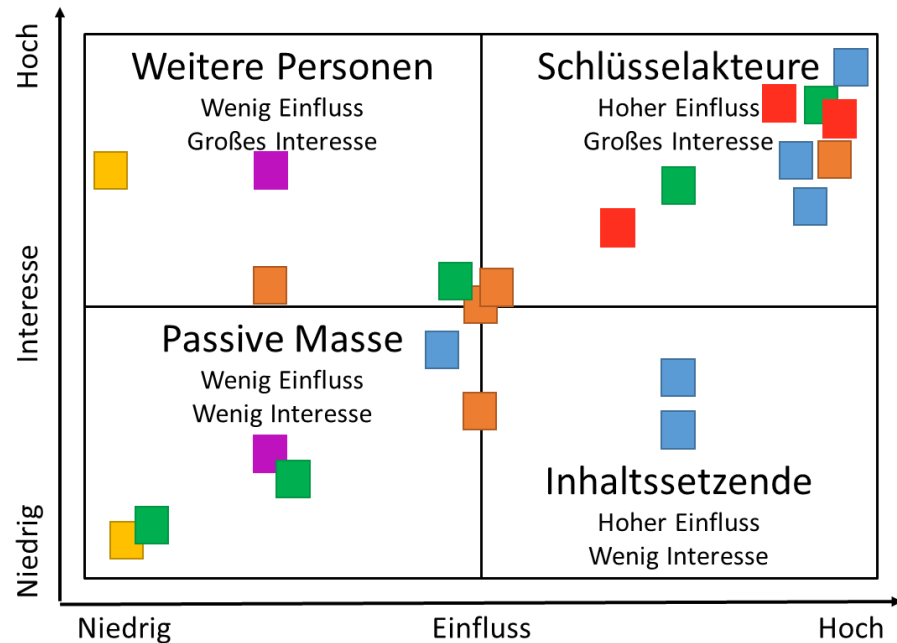 Hoch
Interesse
Niedrig
Weitere Personen
Wenig Einfluss
Großes Interesse
Schlüsselakteure
Hoher Einfluss
Großes Interesse
Passive Masse
Wenig Einfluss
Wenig Interesse
Inhaltssetzende
Hoher Einfluss
Wenig Interesse
Niedrig
Einfluss
Hoch